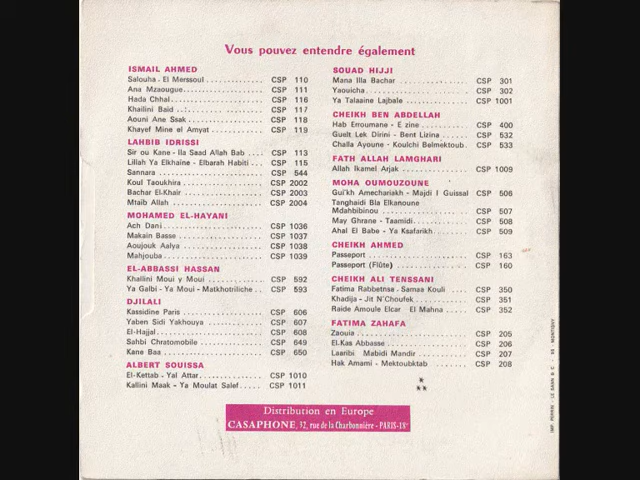 Vous pouvez entendre également
ISMAIL AHMED
Salouha - El Merssoul .............. CSP 110
Ana Mzaougue .............. CSP 111
Hada Chhal .............. CSP 116
Khailini Baid .............. CSP 117
Aouni Ane Ssak .............. CSP 118
Khayef Mine el Amyat .............. CSP 119
LAHBIB IDRISSI
Sir ou Kane - Ila Saad Allah Bab .... CSP 113
Lillah Ya Elkhaine - Elbarah Habiti .... CSP 115
Sannara .............. CSP 544
Koul Taoukhira .............. CSP 2002
Bachar El-Khair .............. CSP 2003
Mtaib Allah .............. CSP 2004
MOHAMED EL-HAYANI
Ach Dani .............. CSP 1036
Makain Basse .............. CSP 1037
Aoujouk Aalya .............. CSP 1038
Mahjouba .............. CSP 1039
EL-ABBASSI HASSAN
Khallini Moui y Moui .............. CSP 592
Ya Galbi - Ya Moui - Matkhotriliche .. CSP 593
DJILALI
Kassidine Paris .............. CSP 606
Yaben Sidi Yakhouya .............. CSP 607
El-Hajjal .............. CSP 608
Sahbi Chratomobile .............. CSP 649
Kane Baa .............. CSP 650
ALBERT SOUISSA
El-Kettab - Yal Attar .............. CSP 1010
Kallini Maak - Ya Moulat Selef ..... CSP 1011
SOUAD HIJJI
Mana Illa Bachar .............. CSP 301
Yaouicha .............. CSP 302
Ya Talaaine Lajbale .............. CSP 1001
CHEIKH BEN ABDELLAH
Hab Erroumane - E zine .............. CSP 400
Guelt Lek Dirini - Bent Lizina .... CSP 532
Challa Ayoune - Koulchi Belmektoub . CSP 533
FATH ALLAH LAMGHARI
Allah Ikamel Arjak .............. CSP 1009
MOHA OUMOUZOUNE
Gui'kh Amechariakh - Majdi I Guissal CSP 506
Tanghaidi Bla Elkanoune
Mdahbibinou .............. CSP 507
May Ghrane - Taamidi .............. CSP 508
Ahal El Babe - Ya Ksafarikh .............. CSP 509
CHEIKH AHMED
Passeport .............. CSP 163
Passeport (Flûte) .............. CSP 160
CHEIKH ALI TENSSANI
Fatima Rabbetnsa - Samaa Kouli .... CSP 350
Khadija - Jit N'Choufek .............. CSP 351
Raide Amoule Elcar El Mahna ..... CSP 352
FATIMA ZAHAFA
Zaouia .............. CSP 205
El.Kas Abbasse .............. CSP 206
Laaribi Mabidi Mandir .............. CSP 207
Hak Amami - Mektoubktab .............. CSP 208
*
**
Distribution en Europe
CASAPHONE, 32, rue de la Charbonnière - PARIS-18e